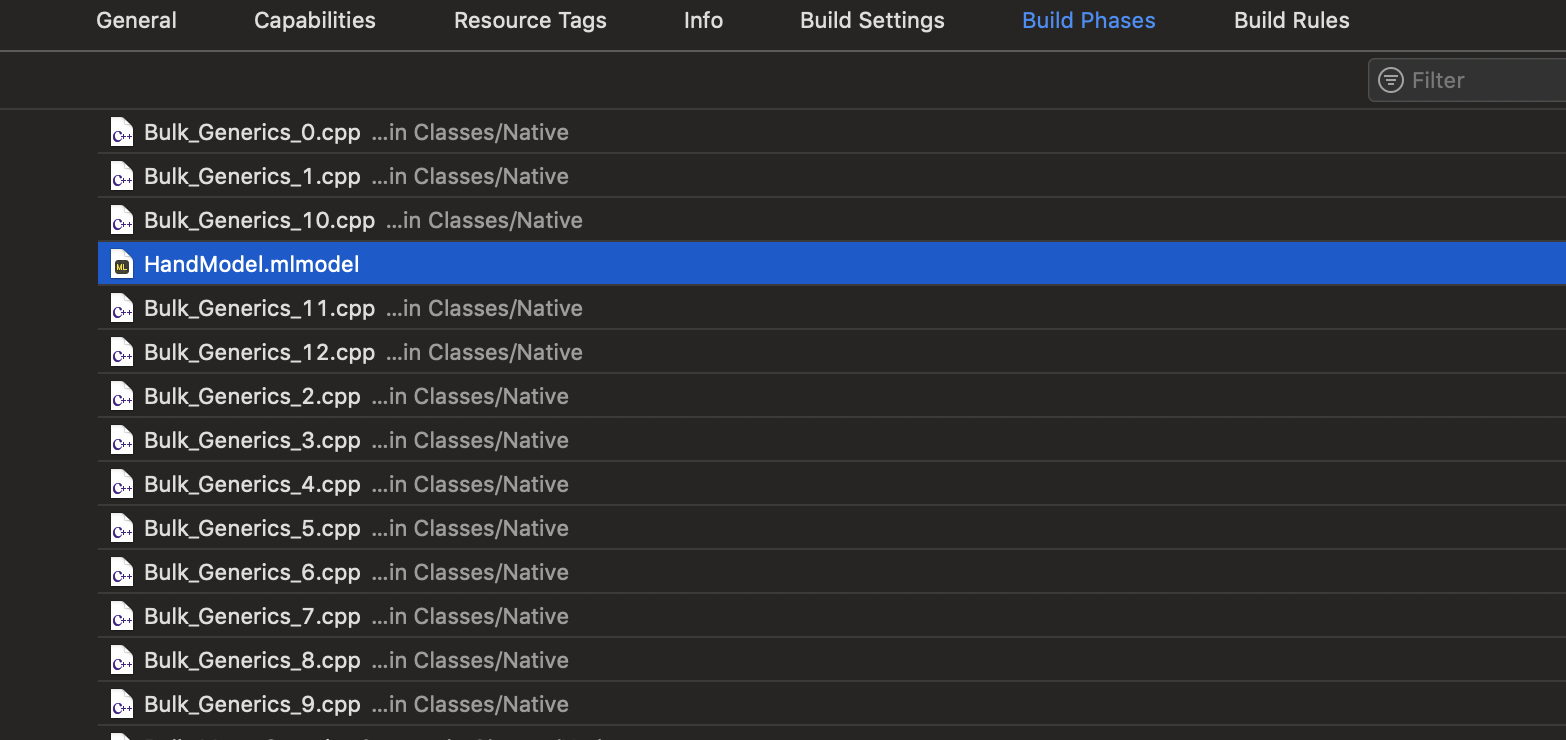 General Capabilities Resource Tags Info Build Settings Build Phases Build Rules
Filter
Bulk_Generics_0.cpp ...in Classes/Native
Bulk_Generics_1.cpp ...in Classes/Native
Bulk_Generics_10.cpp ...in Classes/Native
HandModel.mlmodel
Bulk_Generics_11.cpp ...in Classes/Native
Bulk_Generics_12.cpp ...in Classes/Native
Bulk_Generics_2.cpp ...in Classes/Native
Bulk_Generics_3.cpp ...in Classes/Native
Bulk_Generics_4.cpp ...in Classes/Native
Bulk_Generics_5.cpp ...in Classes/Native
Bulk_Generics_6.cpp ...in Classes/Native
Bulk_Generics_7.cpp ...in Classes/Native
Bulk_Generics_8.cpp ...in Classes/Native
Bulk_Generics_9.cpp ...in Classes/Native